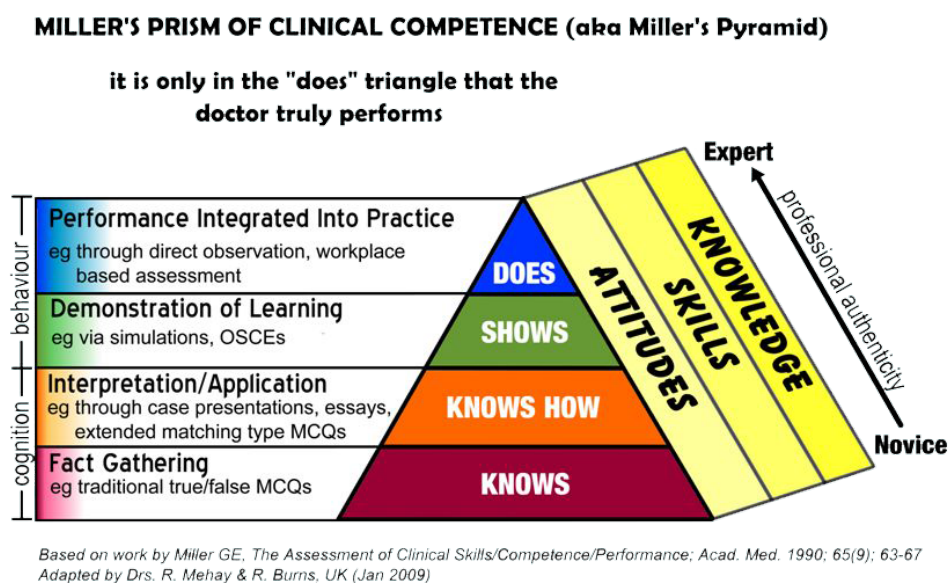 MILLER'S PRISM OF CLINICAL COMPETENCE (aka Miller's Pyramid)
it is only in the "does" triangle that the
doctor truly performs
Expert
professional authenticity
Novice
behaviour
cognition
Performance Integrated Into Practice
eg through direct observation, workplace
based assessment
DOES
Demonstration of Learning
eg via simulations, OSCEs
SHOWS
Interpretation/Application
eg through case presentations, essays,
extended matching type MCQs
KNOWS HOW
Fact Gathering
eg traditional true/false MCQs
KNOWS
ATTITUDES
SKILLS
KNOWLEDGE
Based on work by Miller GE, The Assessment of Clinical Skills/Competence/Performance; Acad. Med. 1990; 65(9); 63-67
Adapted by Drs. R. Mehay & R. Burns, UK (Jan 2009)